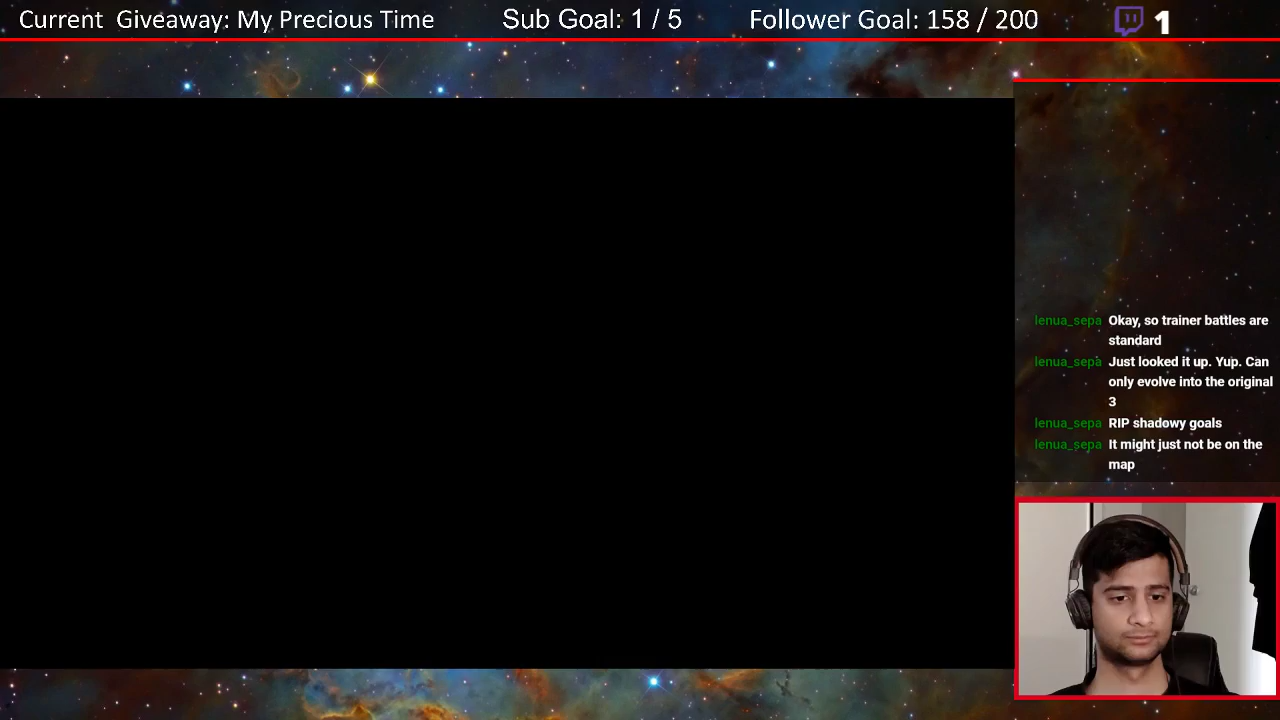 Current  Giveaway: My Precious Time
Sub Goal: 1 / 5
Follower Goal: 158 / 200
1
lenua_sepa Okay, so trainer battles are
standard
lenua_sepa Just looked it up. Yup. Can
only evolve into the original
3
lenua_sepa RIP shadowy goals
lenua_sepa It might just not be on the
map